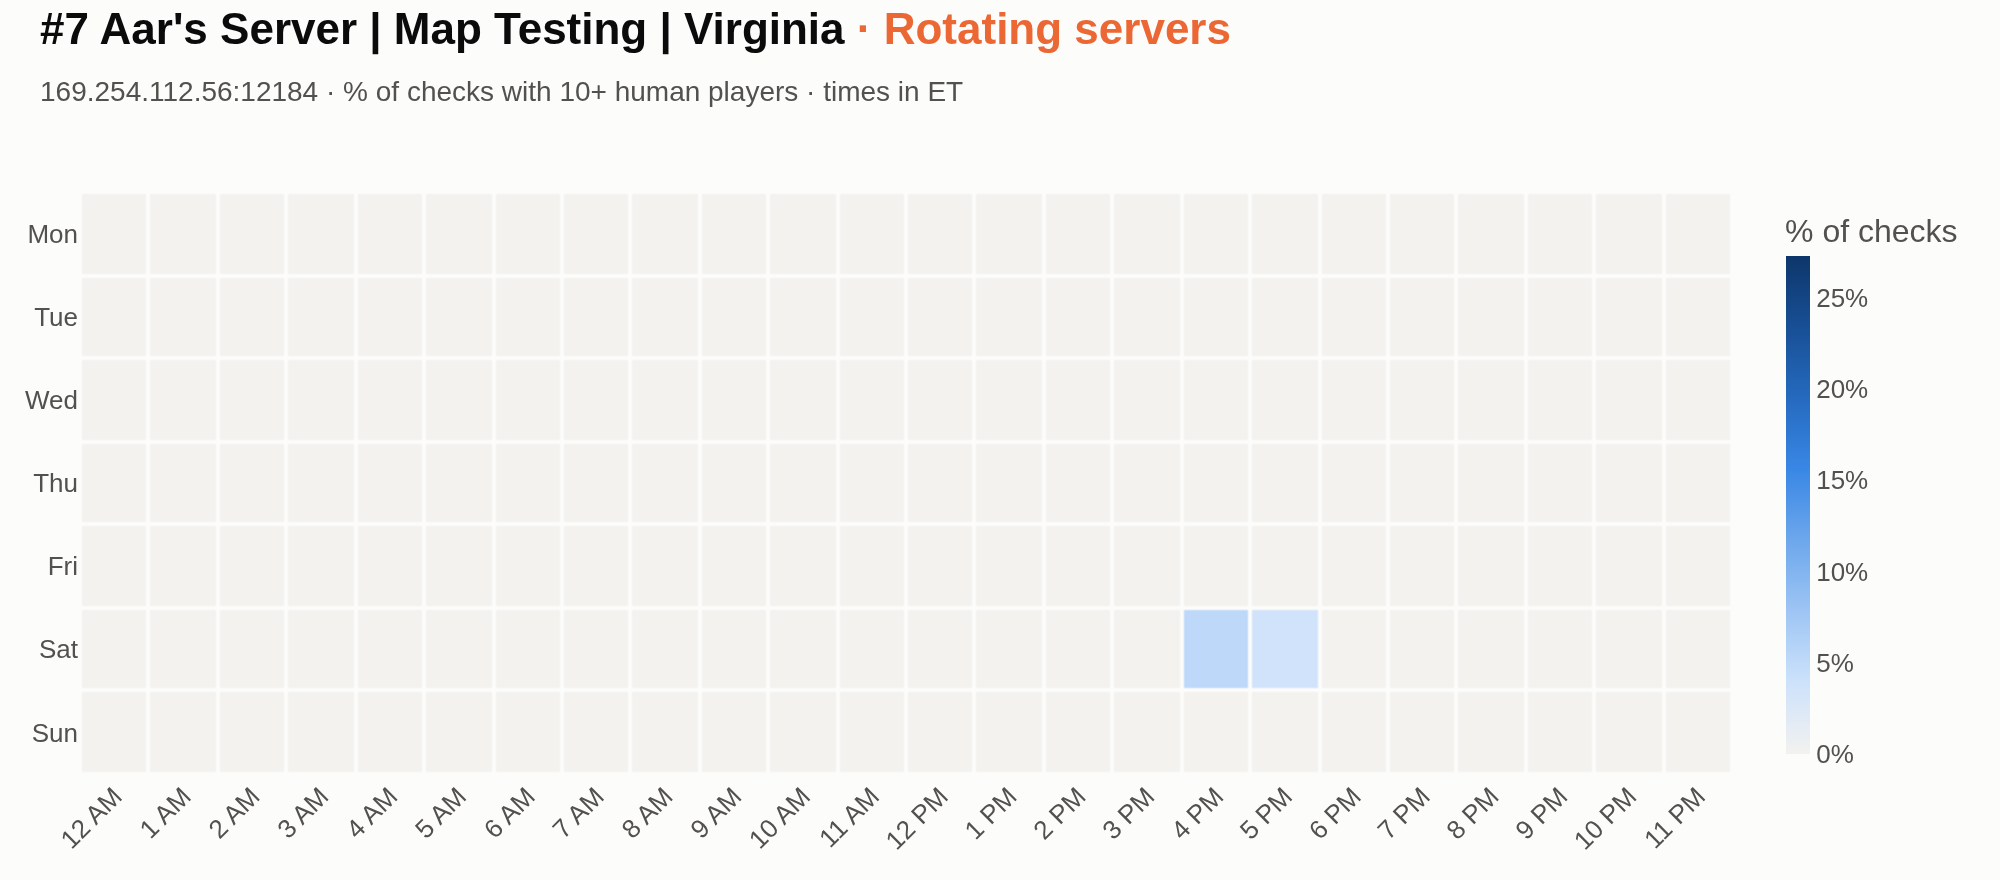 #7 Aar's Server | Map Testing | Virginia · Rotating servers
169.254.112.56:12184 · % of checks with 10+ human players · times in ET
% of checks
25%
20%
15%
10%
5%
0%
Mon
Tue
Wed
Thu
Fri
Sat
Sun
12 AM
1 AM
2 AM
3 AM
4 AM
5 AM
6 AM
7 AM
8 AM
9 AM
10 AM
11 AM
12 PM
1 PM
2 PM
3 PM
4 PM
5 PM
6 PM
7 PM
8 PM
9 PM
10 PM
11 PM